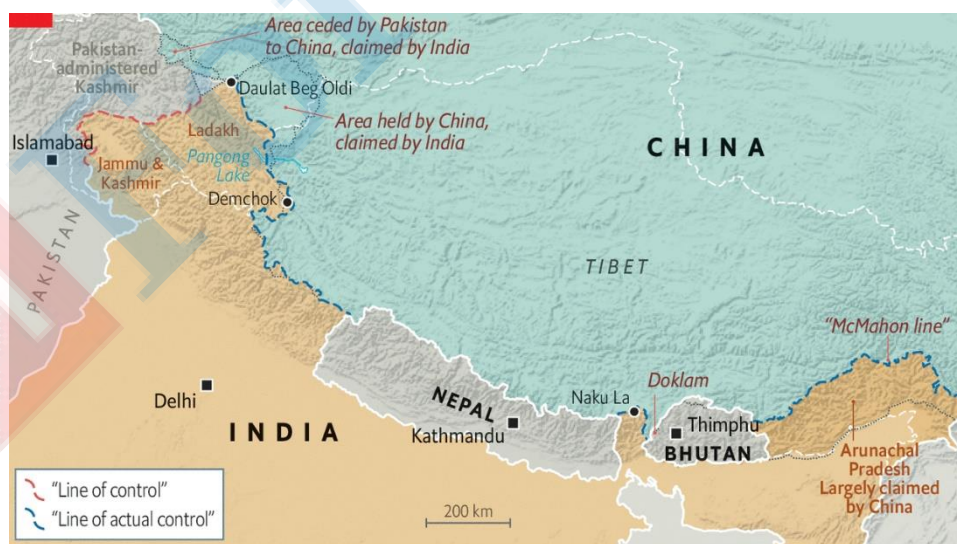 Area ceded by Pakistan
to China, claimed by India
Pakistan-
administered
Kashmir
Daulat Beg Oldi
Area held by China,
claimed by India
Islamabad
Ladakh
Jammu &
Kashmir
Pangong
Lake
Demchok
CHINA
PAKISTAN
TIBET
"McMahon line"
Delhi
INDIA
NEPAL
Kathmandu
Naku La
Doklam
Thimphu
BHUTAN
Arunachal
Pradesh
Largely claimed
by China
"Line of control"
"Line of actual control"
200 km